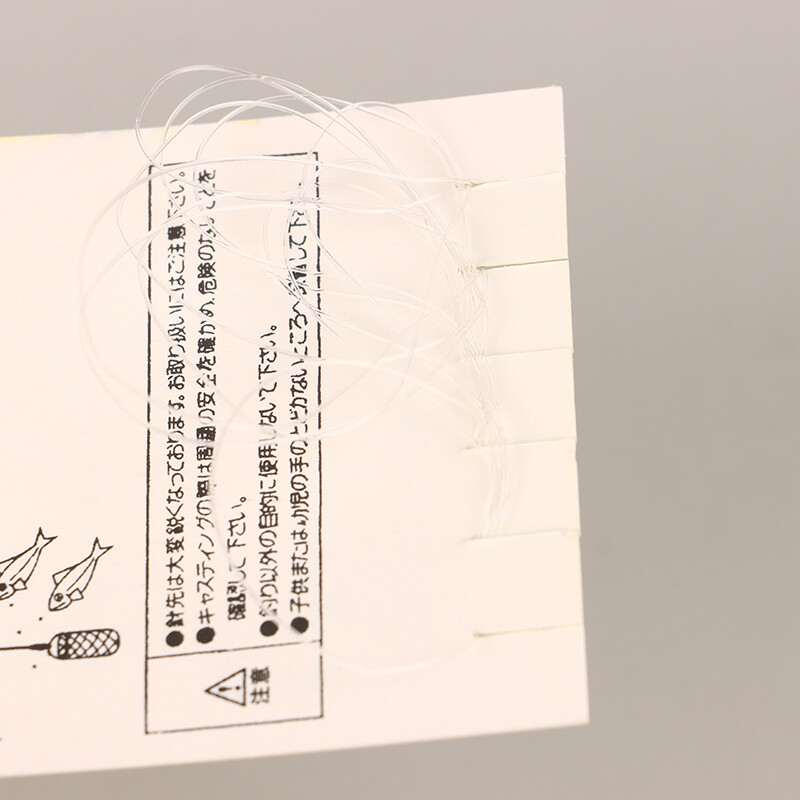 注意
●針先は大変鋭くなっております。お取り扱いにはご注意下さい。
●キャスティングの際は周囲の安全を確かめ、危険のないことを
確認して下さい。
●釣り以外の目的に使用しないで下さい。
●子供または幼児の手のとどかないところへ保管して下